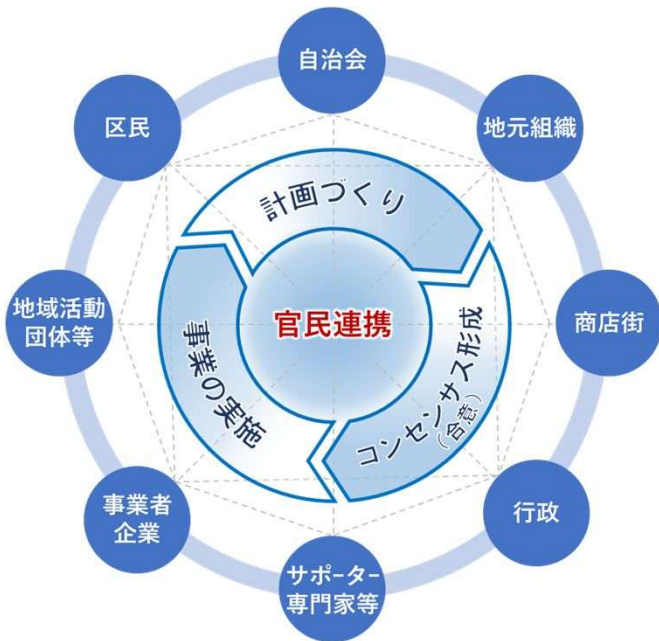 自治会
地元組織
商店街
行政
サポーター
専門家等
事業者
企業
地域活動
団体等
区民
計画づくり
コンセンサス形成
（合意）
事業の実施
官民連携